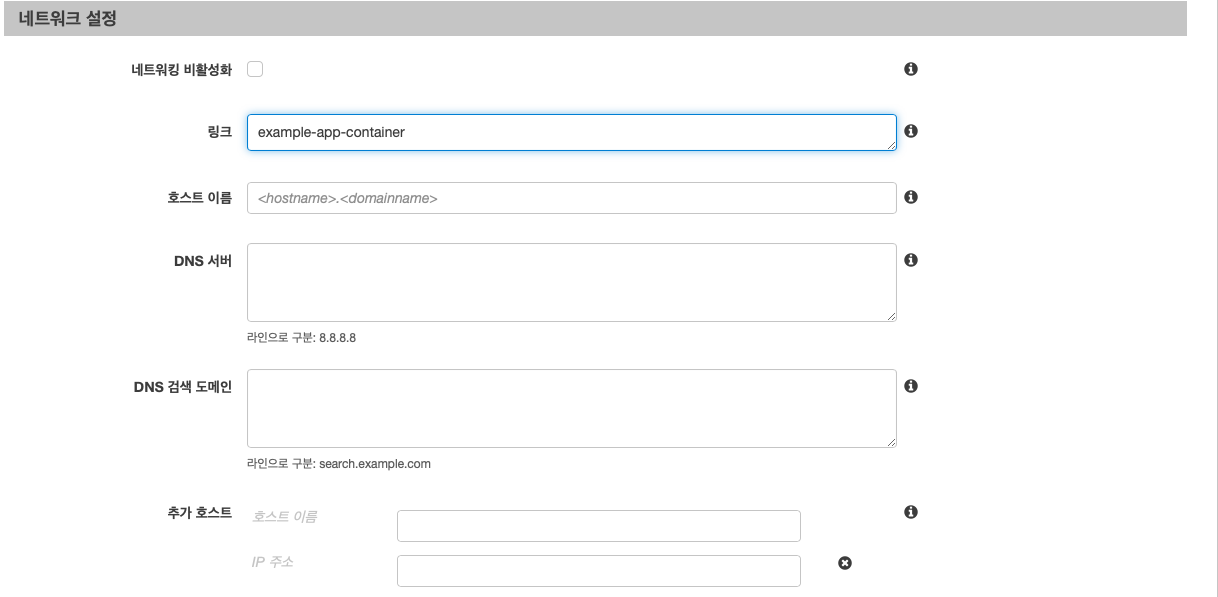 네트워크 설정
네트워킹 비활성화
링크
example-app-container
호스트 이름
<hostname>.<domainname>
DNS 서버
라인으로 구분: 8.8.8.8
DNS 검색 도메인
라인으로 구분: search.example.com
추가 호스트
호스트 이름
IP 주소